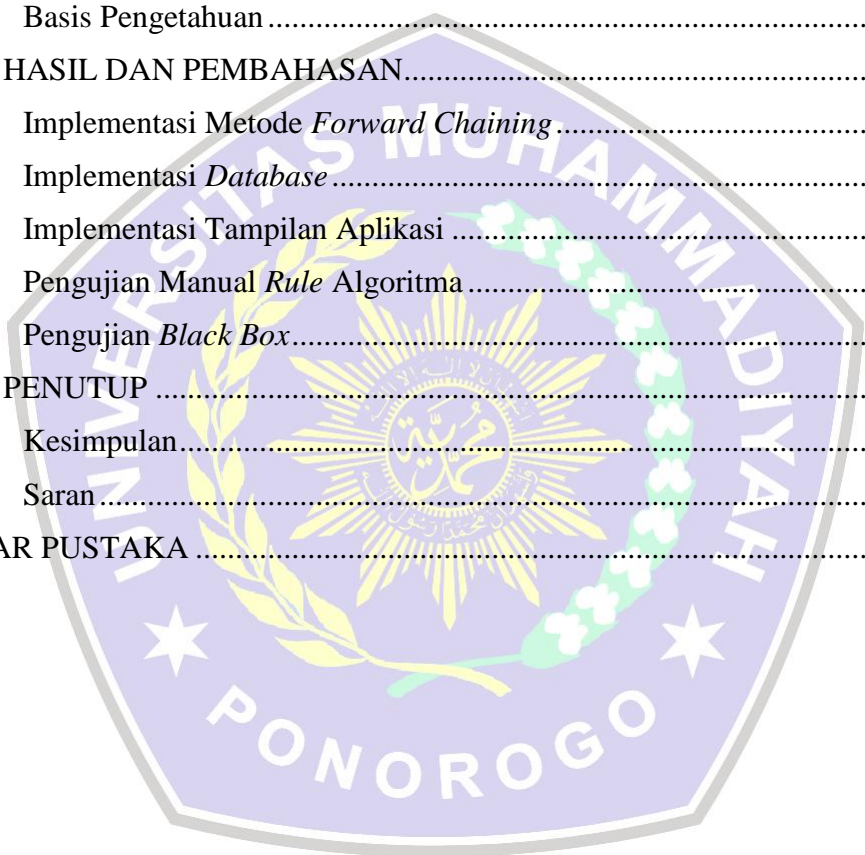 Basis Pengetahuan ..........................................................................................
HASIL DAN PEMBAHASAN..........................................................................
Implementasi Metode Forward Chaining..................................................
Implementasi Database..............................................................................
Implementasi Tampilan Aplikasi ..............................................................
Pengujian Manual Rule Algoritma............................................................
Pengujian Black Box...................................................................................
PENUTUP .....................................................................................................
Kesimpulan..................................................................................................
Saran............................................................................................................
AR PUSTAKA ...............................................................................................
UNIVERSITAS MUHAMMADIYAH
PONOROGO